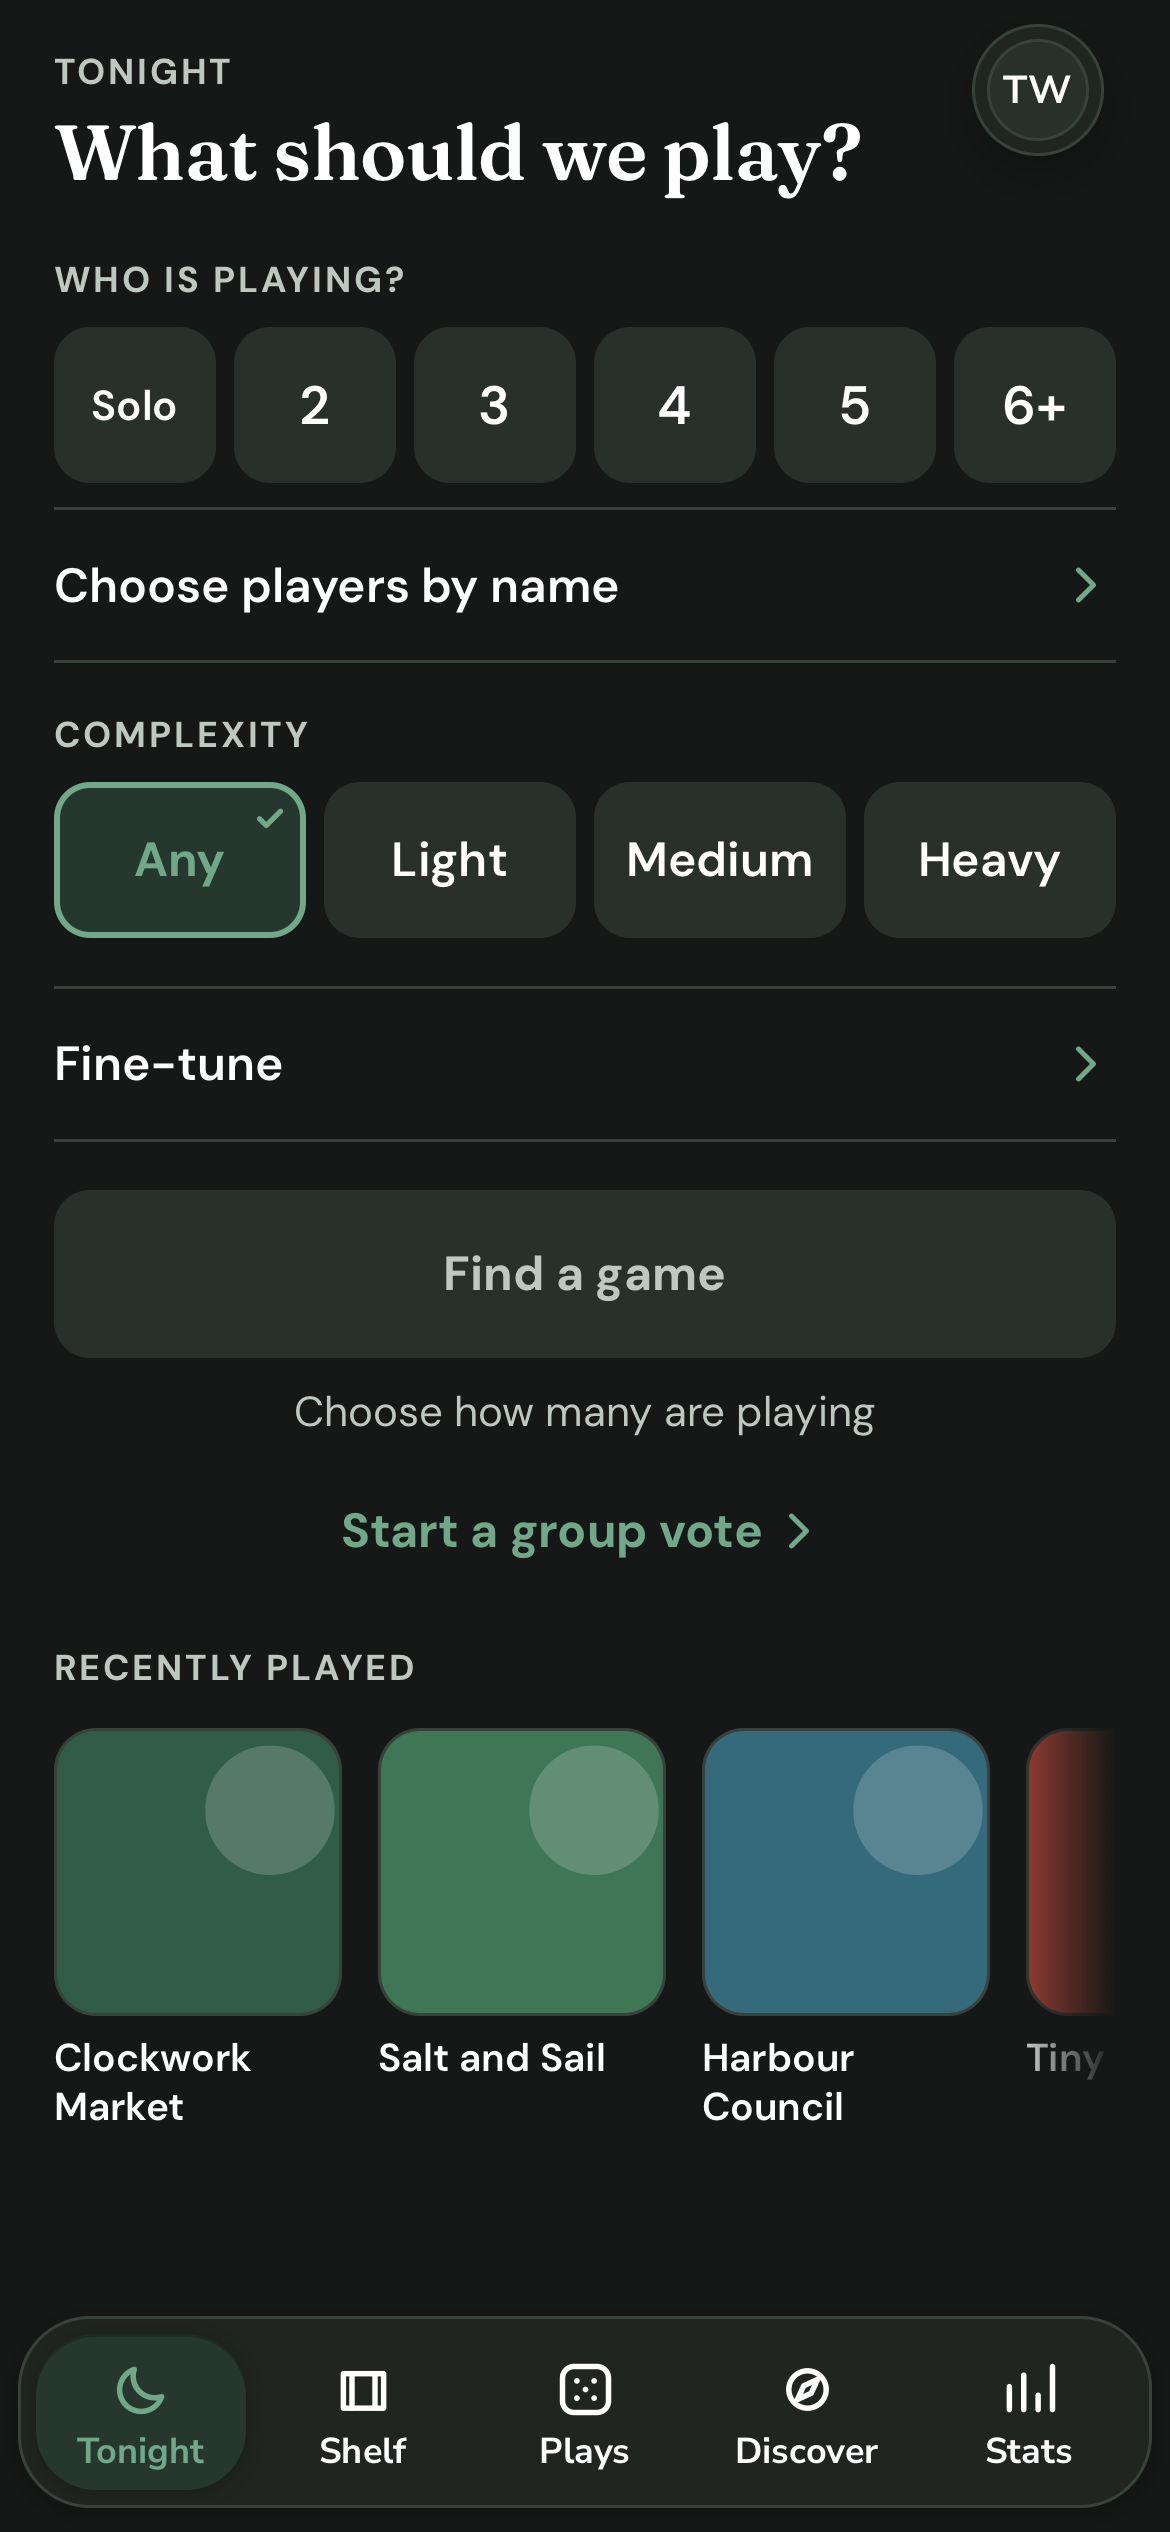 TONIGHT
TW
What should we play?
WHO IS PLAYING?
Solo 2 3 4 5 6+
Choose players by name
COMPLEXITY
Any Light Medium Heavy
Fine-tune
Find a game
Choose how many are playing
Start a group vote
RECENTLY PLAYED
Clockwork Market
Salt and Sail
Harbour Council
Tiny
Tonight Shelf Plays Discover Stats